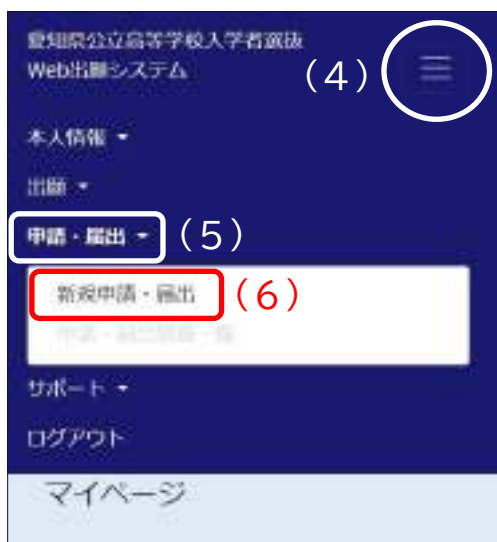 愛知県公立高等学校入学者選抜
Web出願システム
(4)
本人情報
出願
申請・届出
(5)
新規申請・届出
(6)
サポート
ログアウト
マイページ